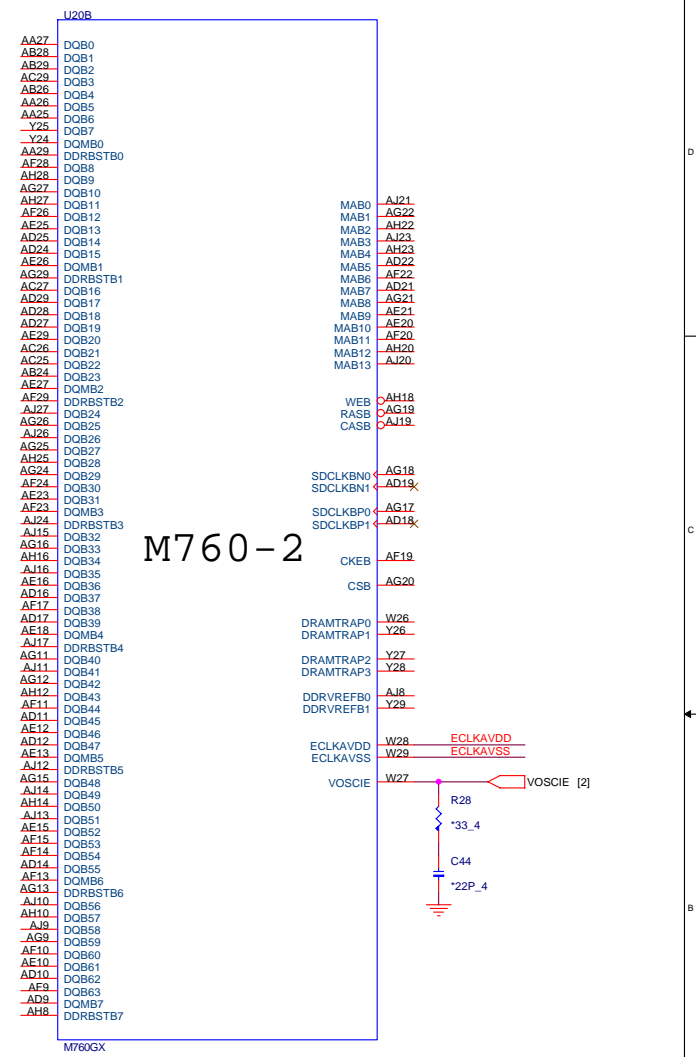 U20B
AA27 DQB0
AB28 DQB1
AB29 DQB2
AC29 DQB3
AB26 DQB4
AA26 DQB5
AA25 DQB6
Y25 DQB7
Y24 DQMB0
AA29 DDRBSTB0
AF28 DQB8
AH28 DQB9
AG27 DQB10
AH27 DQB11
AF26 DQB12
AE25 DQB13
AD25 DQB14
AD24 DQB15
AE26 DQMB1
AG29 DDRBSTB1
AC27 DQB16
AD29 DQB17
AD28 DQB18
AD27 DQB19
AE29 DQB20
AC26 DQB21
AC25 DQB22
AB24 DQB23
AE27 DQMB2
AF29 DDRBSTB2
AJ27 DQB24
AG26 DQB25
AJ26 DQB26
AG25 DQB27
AH25 DQB28
AG24 DQB29
AF24 DQB30
AE23 DQB31
AF23 DQMB3
AJ24 DDRBSTB3
AJ15 DQB32
AG16 DQB33
AH16 DQB34
AJ16 DQB35
AE16 DQB36
AD16 DQB37
AF17 DQB38
AD17 DQB39
AE18 DQMB4
AJ17 DDRBSTB4
AG11 DQB40
AJ11 DQB41
AG12 DQB42
AH12 DQB43
AF11 DQB44
AD11 DQB45
AE12 DQB46
AD12 DQB47
AE13 DQMB5
AJ12 DDRBSTB5
AG15 DQB48
AJ14 DQB49
AH14 DQB50
AJ13 DQB51
AE15 DQB52
AF15 DQB53
AF14 DQB54
AD14 DQB55
AF13 DQMB6
AG13 DDRBSTB6
AJ10 DQB56
AH10 DQB57
AJ9 DQB58
AG9 DQB59
AF10 DQB60
AE10 DQB61
AD10 DQB62
AF9 DQB63
AD9 DQMB7
AH8 DDRBSTB7
M760-2
MAB0 AJ21
MAB1 AG22
MAB2 AH22
MAB3 AJ23
MAB4 AH23
MAB5 AD22
MAB6 AF22
MAB7 AD21
MAB8 AG21
MAB9 AE21
MAB10 AE20
MAB11 AF20
MAB12 AH20
MAB13 AJ20
WEB AH18
RASB AG19
CASB AJ19
SDCLKBN0 AG18
SDCLKBN1 AD19
SDCLKBP0 AG17
SDCLKBP1 AD18
CKEB AF19
CSB AG20
DRAMTRAP0 W26
DRAMTRAP1 Y26
DRAMTRAP2 Y27
DRAMTRAP3 Y28
DDRVREFB0 AJ8
DDRVREFB1 Y29
ECLKAVDD W28 ECLKAVDD
ECLKAVSS W29 ECLKAVSS
VOSCIE W27 VOSCIE [2]
R28
*33_4
C44
*22P_4
M760GX
D
C
B